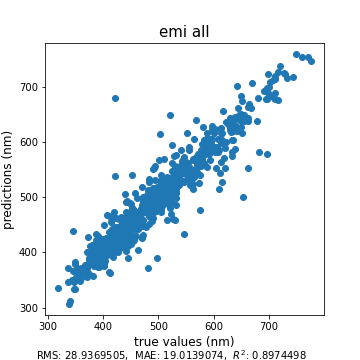 emi all
predictions (nm)
700
600
500
400
300
300 400 500 600 700
true values (nm)
RMS: 28.9369505, MAE: 19.0139074, R²: 0.8974498